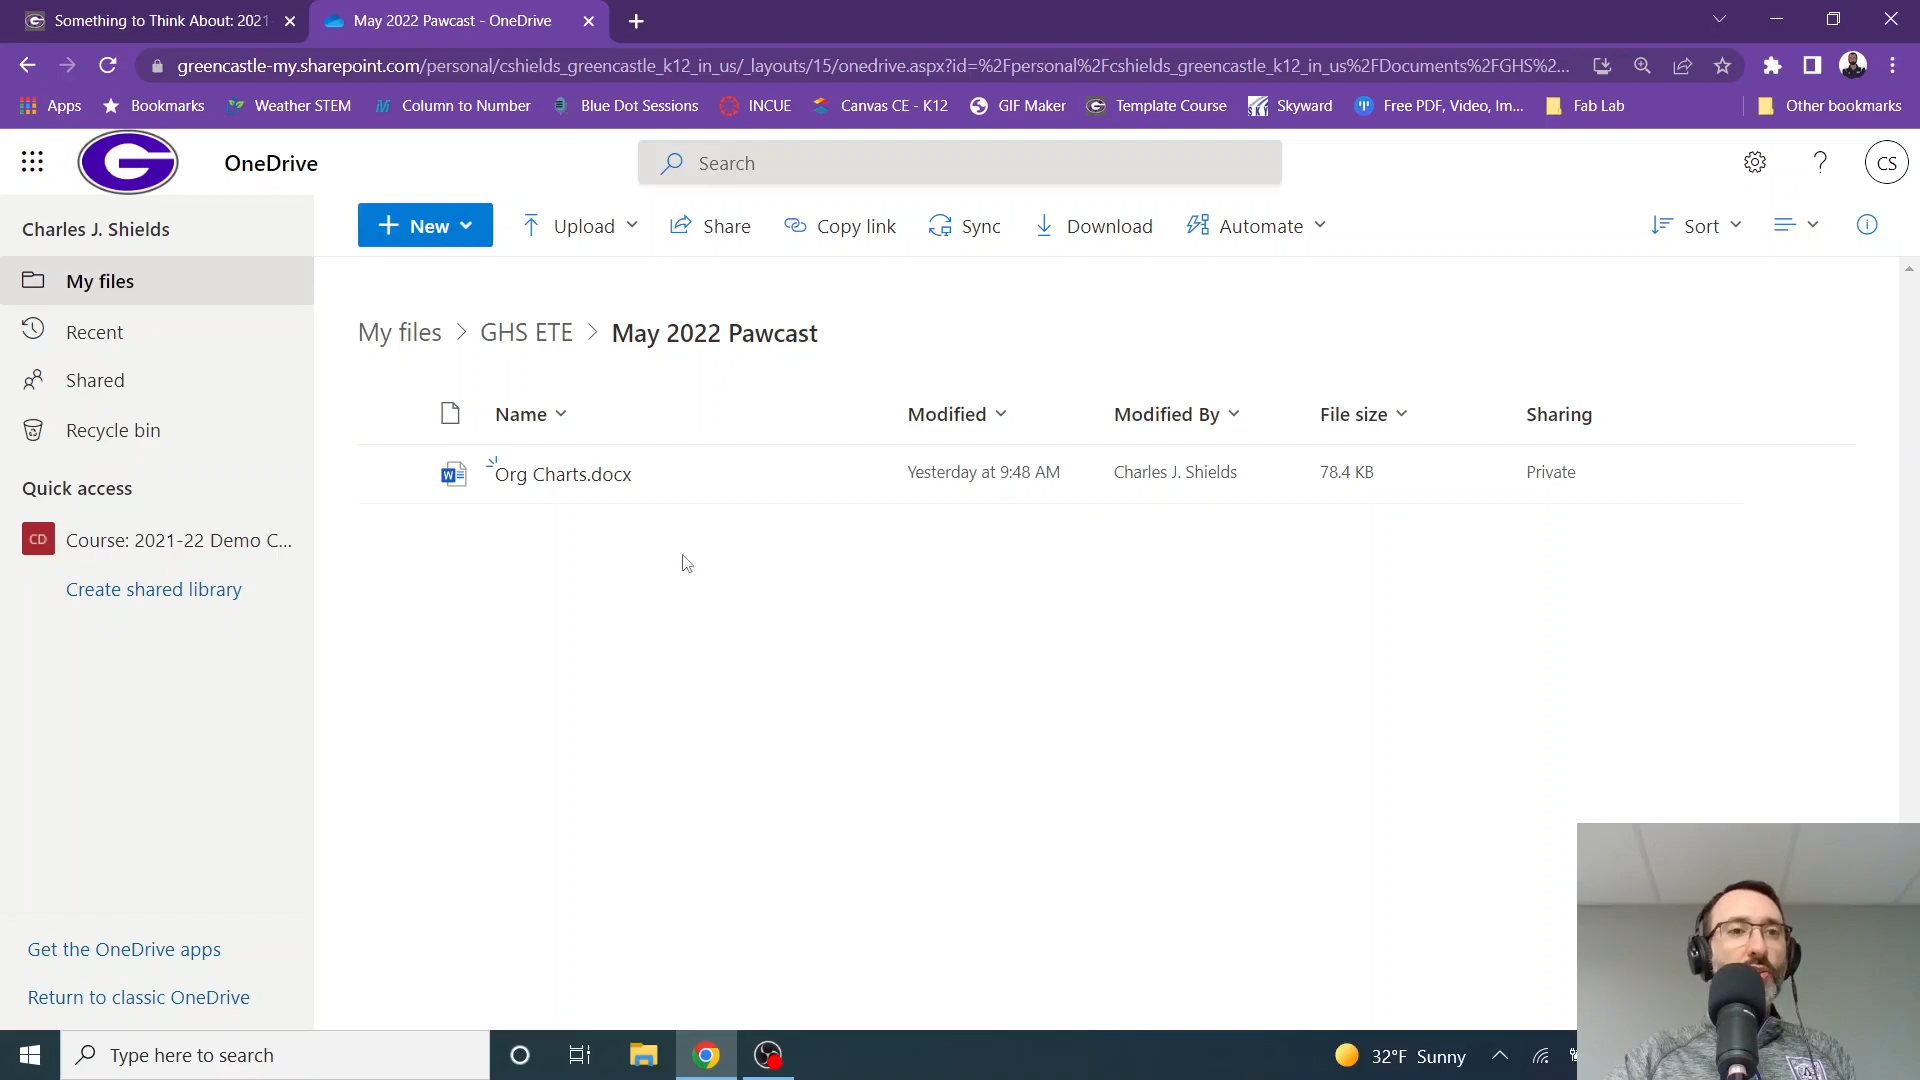 Something to Think About: 2021
May 2022 Pawcast - OneDrive
greencastle-my.sharepoint.com/personal/cshields_greencastle_k12_in_us/_layouts/15/onedrive.aspx?id=%2Fpersonal%2Fcshields_greencastle_k12_in_us%2FDocuments%2FGHS%2...
Apps
Bookmarks
Weather STEM
Column to Number
Blue Dot Sessions
INCUE
Canvas CE - K12
GIF Maker
Template Course
Skyward
Free PDF, Video, Im...
Fab Lab
Other bookmarks
G
OneDrive
Search
CS
Charles J. Shields
My files
Recent
Shared
Recycle bin
Quick access
CD Course: 2021-22 Demo C...
Create shared library
Get the OneDrive apps
Return to classic OneDrive
New
Upload
Share
Copy link
Sync
Download
Automate
Sort
My files > GHS ETE > May 2022 Pawcast
Name Modified Modified By File size Sharing
Org Charts.docx Yesterday at 9:48 AM Charles J. Shields 78.4 KB Private
Type here to search
32°F Sunny